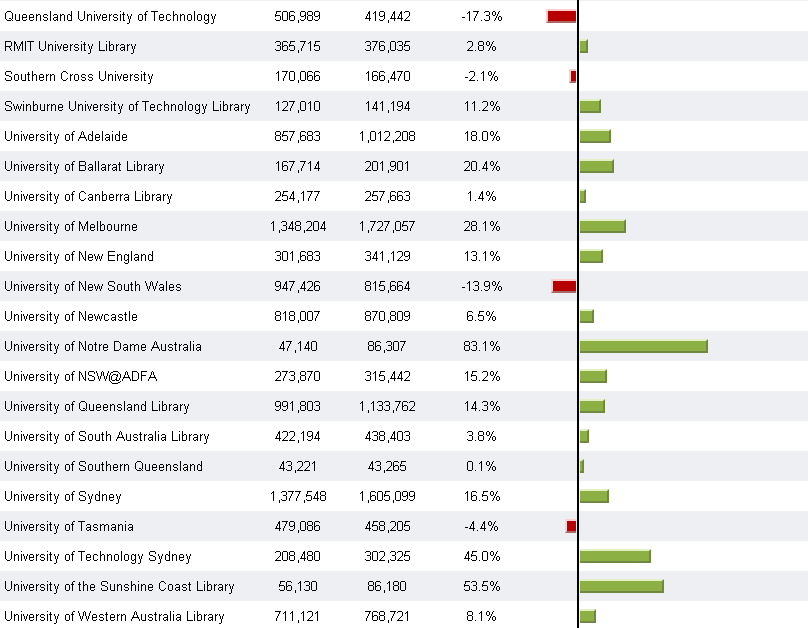 Queensland University of Technology 506,989 419,442 -17.3%
RMIT University Library 365,715 376,035 2.8%
Southern Cross University 170,066 166,470 -2.1%
Swinburne University of Technology Library 127,010 141,194 11.2%
University of Adelaide 857,683 1,012,208 18.0%
University of Ballarat Library 167,714 201,901 20.4%
University of Canberra Library 254,177 257,663 1.4%
University of Melbourne 1,348,204 1,727,057 28.1%
University of New England 301,683 341,129 13.1%
University of New South Wales 947,426 815,664 -13.9%
University of Newcastle 818,007 870,809 6.5%
University of Notre Dame Australia 47,140 86,307 83.1%
University of NSW@ADFA 273,870 315,442 15.2%
University of Queensland Library 991,803 1,133,762 14.3%
University of South Australia Library 422,194 438,403 3.8%
University of Southern Queensland 43,221 43,265 0.1%
University of Sydney 1,377,548 1,605,099 16.5%
University of Tasmania 479,086 458,205 -4.4%
University of Technology Sydney 208,480 302,325 45.0%
University of the Sunshine Coast Library 56,130 86,180 53.5%
University of Western Australia Library 711,121 768,721 8.1%